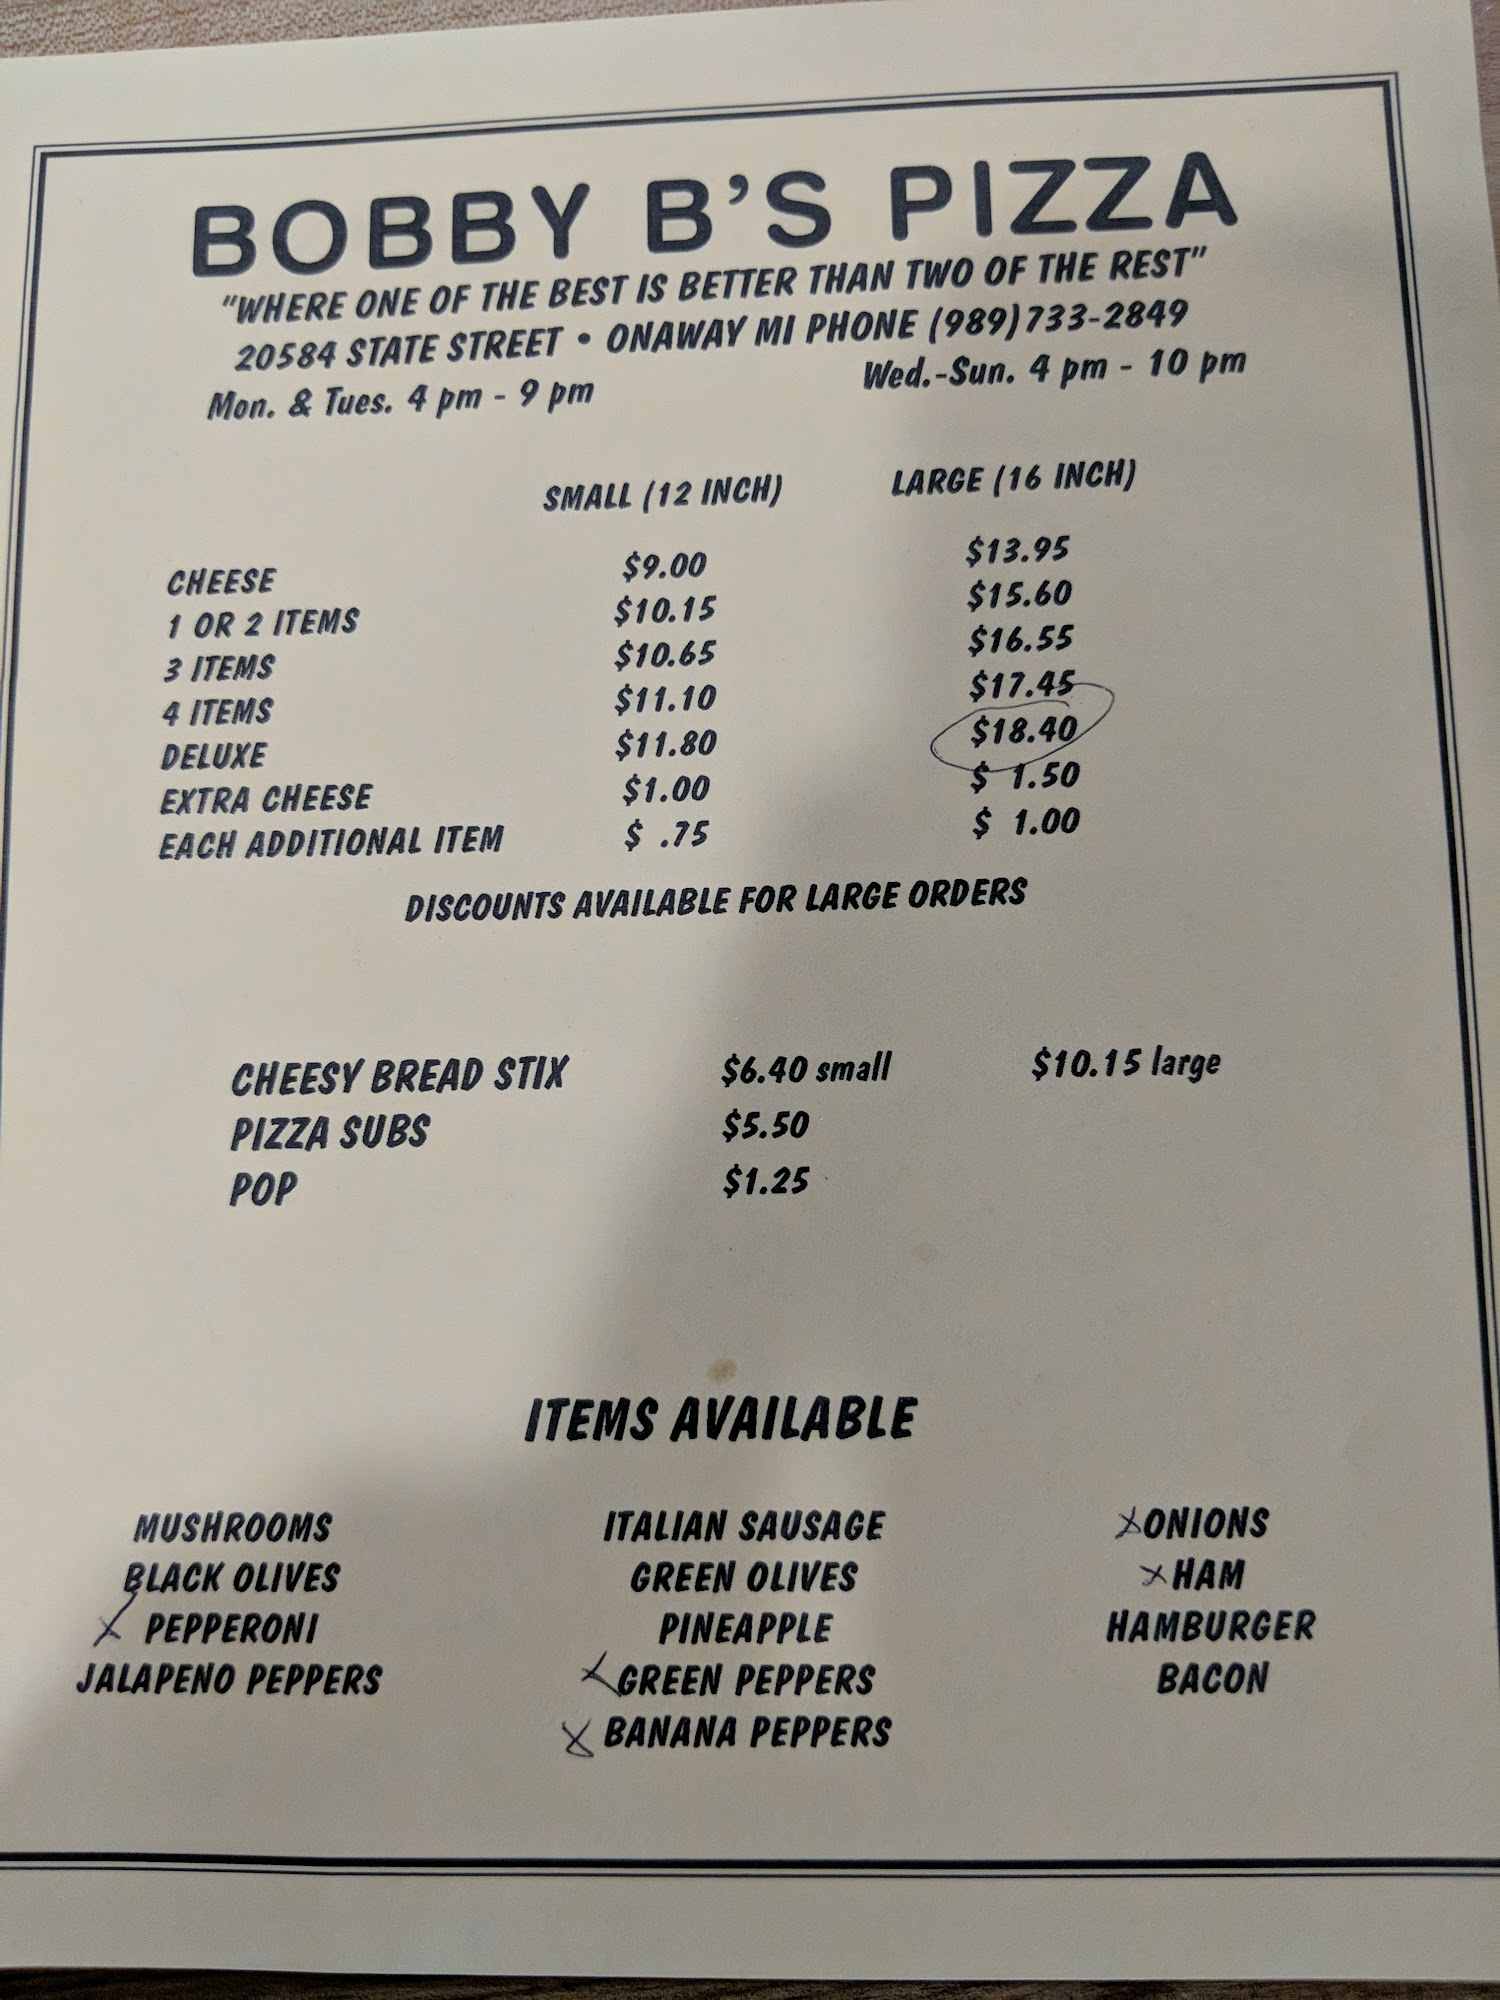 BOBBY B'S PIZZA
"WHERE ONE OF THE BEST IS BETTER THAN TWO OF THE REST"
20584 STATE STREET • ONAWAY MI PHONE (989)733-2849
Mon. & Tues. 4 pm - 9 pm Wed.-Sun. 4 pm - 10 pm
SMALL (12 INCH) LARGE (16 INCH)
CHEESE $9.00 $13.95
1 OR 2 ITEMS $10.15 $15.60
3 ITEMS $10.65 $16.55
4 ITEMS $11.10 $17.45
DELUXE $11.80 $18.40
EXTRA CHEESE $1.00 $ 1.50
EACH ADDITIONAL ITEM $ .75 $ 1.00
DISCOUNTS AVAILABLE FOR LARGE ORDERS
CHEESY BREAD STIX $6.40 small $10.15 large
PIZZA SUBS $5.50
POP $1.25
ITEMS AVAILABLE
MUSHROOMS ITALIAN SAUSAGE X ONIONS
BLACK OLIVES GREEN OLIVES X HAM
X PEPPERONI PINEAPPLE HAMBURGER
JALAPENO PEPPERS X GREEN PEPPERS BACON
X BANANA PEPPERS